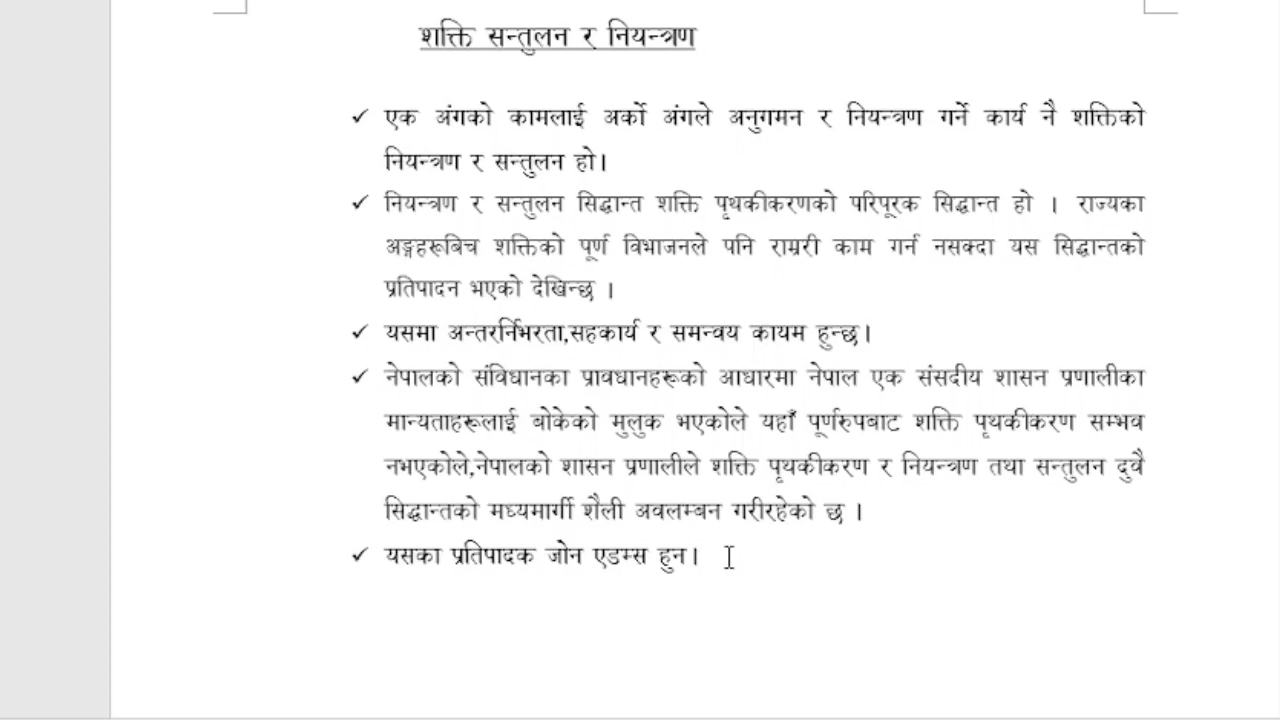 शक्ति सन्तुलन र नियन्त्रण
✓ एक अंगको कामलाई अर्को अंगले अनुगमन र नियन्त्रण गर्ने कार्य नै शक्तिको
नियन्त्रण र सन्तुलन हो।
✓ नियन्त्रण र सन्तुलन सिद्धान्त शक्ति पृथकीकरणको परिपूरक सिद्धान्त हो । राज्यका
अङ्गहरूबिच शक्तिको पूर्ण विभाजनले पनि राम्ररी काम गर्न नसक्दा यस सिद्धान्तको
प्रतिपादन भएको देखिन्छ ।
✓ यसमा अन्तरर्निभरता,सहकार्य र समन्वय कायम हुन्छ।
✓ नेपालको संविधानका प्रावधानहरूको आधारमा नेपाल एक संसदीय शासन प्रणालीका
मान्यताहरूलाई बोकेको मुलुक भएकोले यहाँ पूर्णरुपबाट शक्ति पृथकीकरण सम्भव
नभएकोले,नेपालको शासन प्रणालीले शक्ति पृथकीकरण र नियन्त्रण तथा सन्तुलन दुवै
सिद्धान्तको मध्यमार्गी शैली अवलम्बन गरीरहेको छ ।
✓ यसका प्रतिपादक जोन एडम्स हुन।